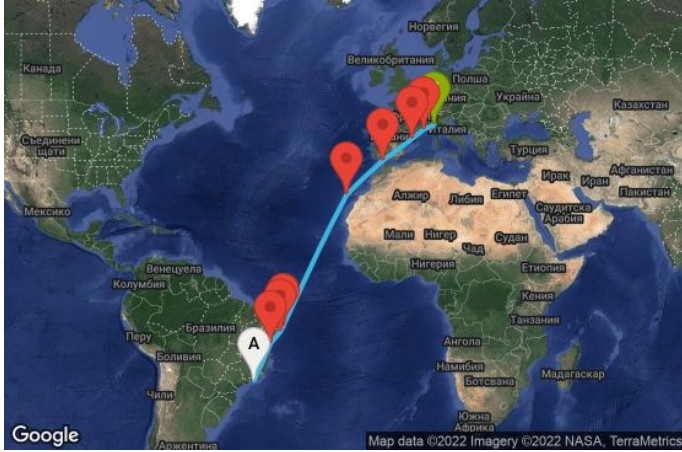 Норвегия
Канада
Великобритания
Полша
Украйна
Казахстан
Италия
Съединени
щати
Турция
Афганистан
Ирак
Иран
Пакистан
Алжир
Либия
Египет
Саудитска
Арабия
Мексико
Мали
Нигер
Судан
Чад
Нигерия
Етиопия
Венецуела
Колумбия
Кения
Танзания
Перу
Бразилия
Ангола
A
Боливия
Намибия
Ботсвана
Мадагаскар
Чили
Южна
Африка
Аржентина
Google
Map data ©2022 Imagery ©2022 NASA, TerraMetrics